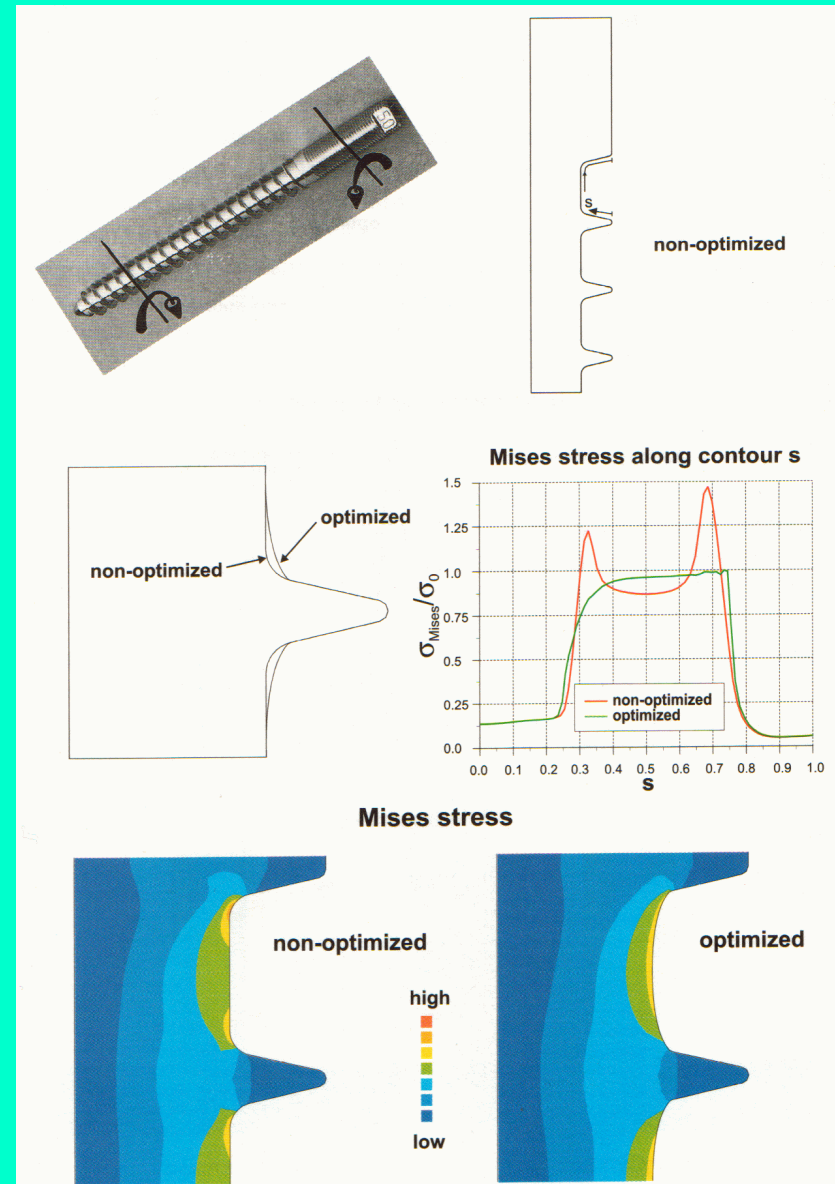 50
S
non-optimized
optimized
non-optimized
Mises stress along contour s
1.5
1.25
1.0
0.75
0.5
0.25
0.0
σMises/σ0
non-optimized
optimized
0.0 0.1 0.2 0.3 0.4 0.5 0.6 0.7 0.8 0.9 1.0
S
Mises stress
non-optimized
optimized
high
low